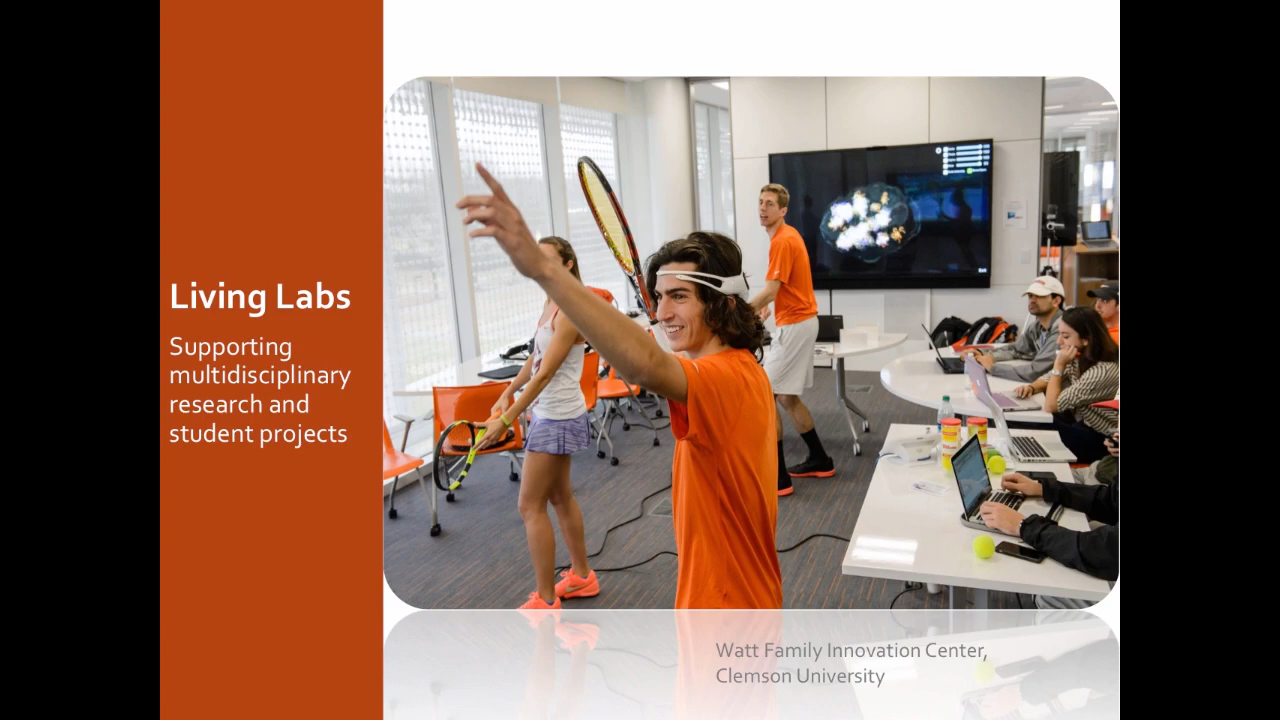 Living Labs
Supporting
multidisciplinary
research and
student projects
Watt Family Innovation Center,
Clemson University